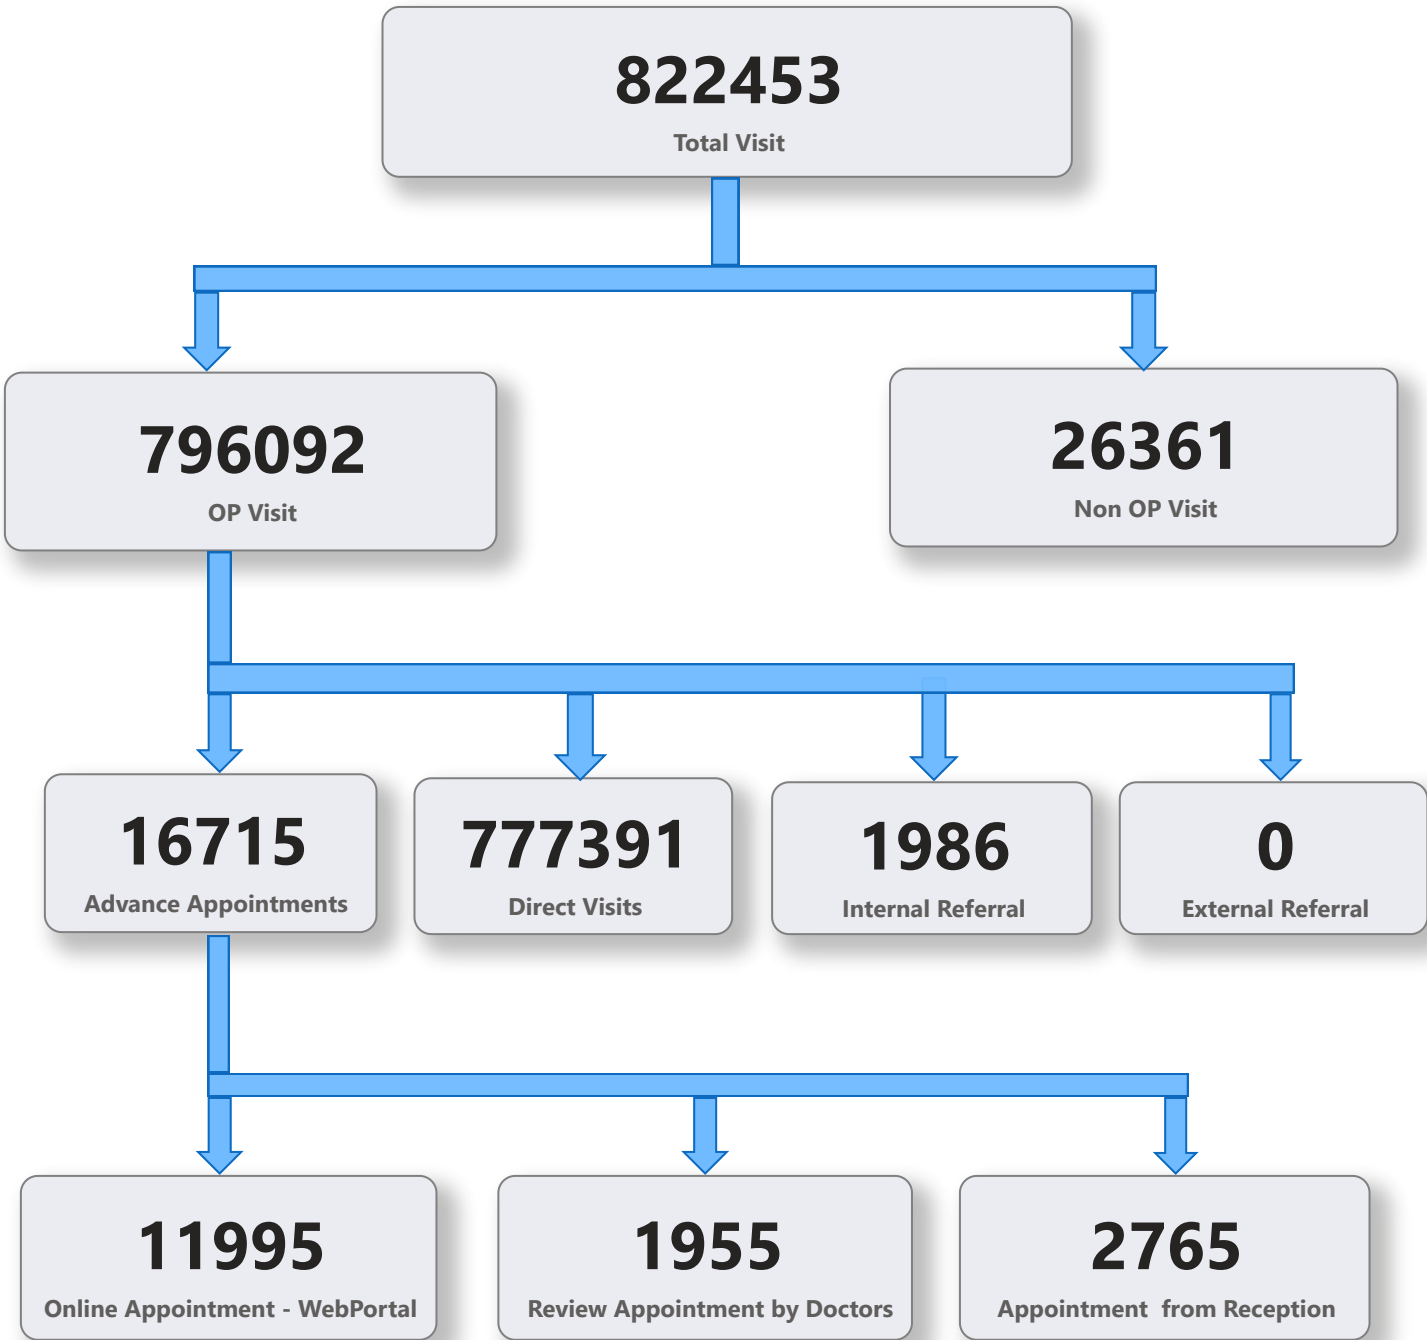 822453
Total Visit
796092
OP Visit
26361
Non OP Visit
16715
Advance Appointments
777391
Direct Visits
1986
Internal Referral
0
External Referral
11995
Online Appointment - WebPortal
1955
Review Appointment by Doctors
2765
Appointment  from Reception